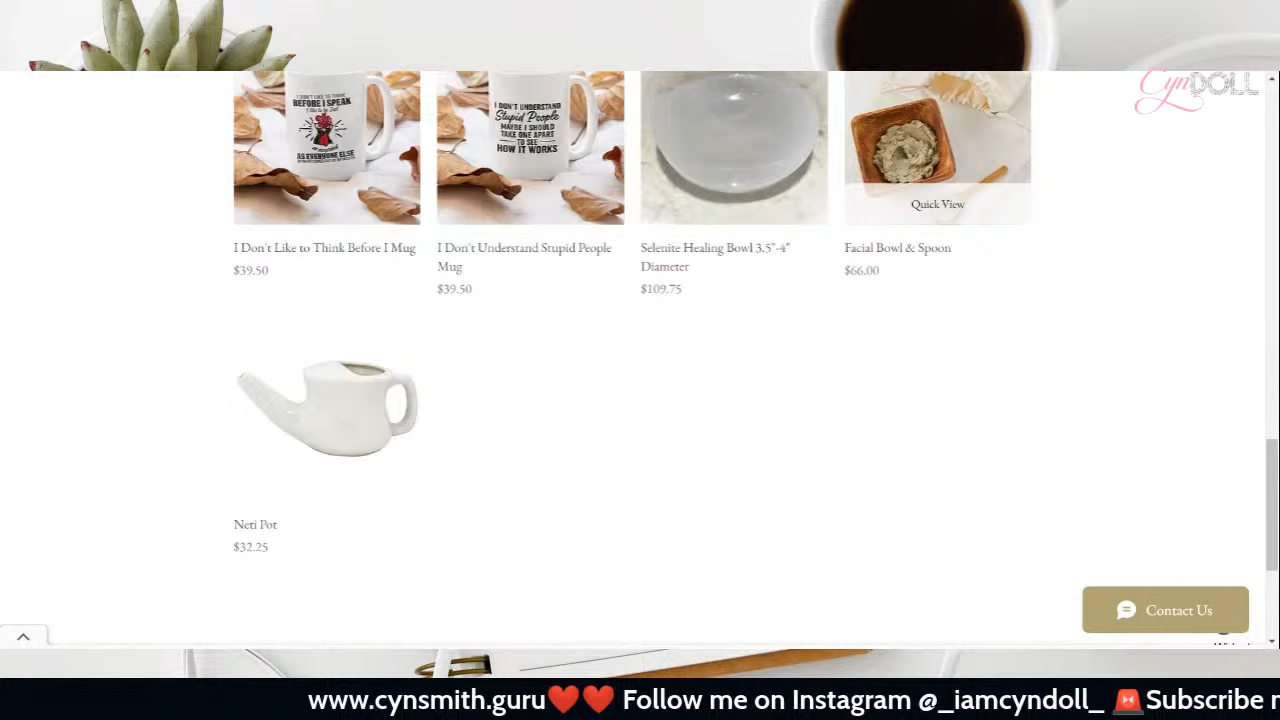 CynDOLL
I DON'T LIKE TO THINK
BEFORE I SPEAK
AS EVERYONE ELSE
I DON'T UNDERSTAND
Stupid People
MAYBE I SHOULD
TAKE ONE APART
TO SEE
HOW IT WORKS
Quick View
I Don't Like to Think Before I Mug
$39.50
I Don't Understand Stupid People
Mug
$39.50
Selenite Healing Bowl 3.5"-4"
Diameter
$109.75
Facial Bowl & Spoon
$66.00
Neti Pot
$32.25
Contact Us
www.cynsmith.guru❤️❤️ Follow me on Instagram @_iamcyndoll_ 🚨Subscribe